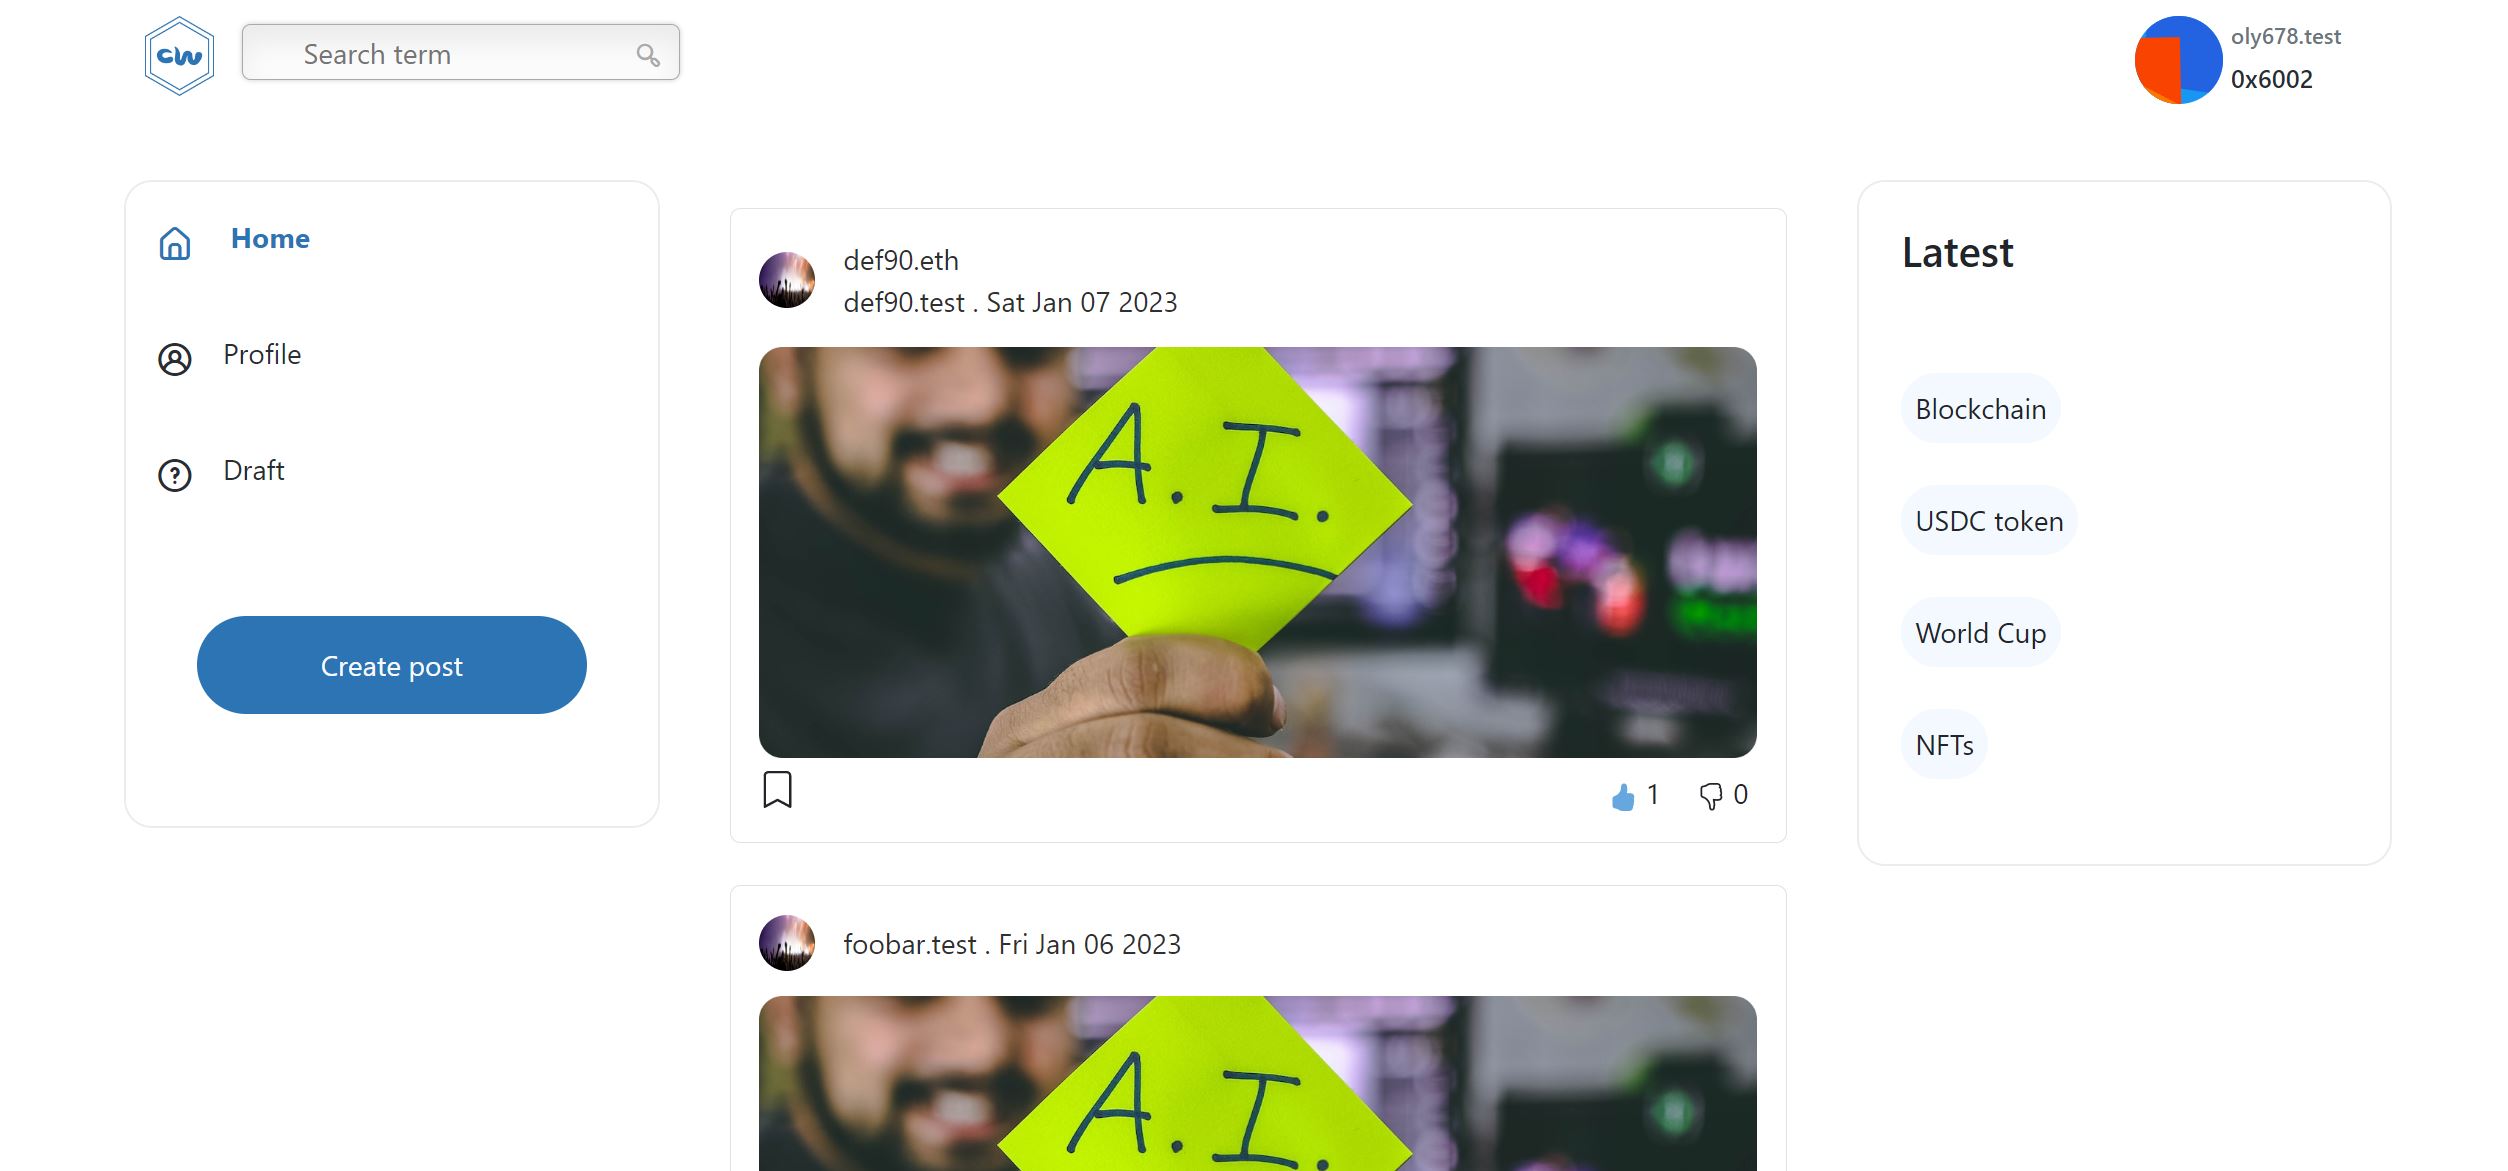 cw
Search term
oly678.test
0x6002
Home
Profile
Draft
Create post
def90.eth
def90.test . Sat Jan 07 2023
A. I.
1
0
foobar.test . Fri Jan 06 2023
A. I.
Latest
Blockchain
USDC token
World Cup
NFTs